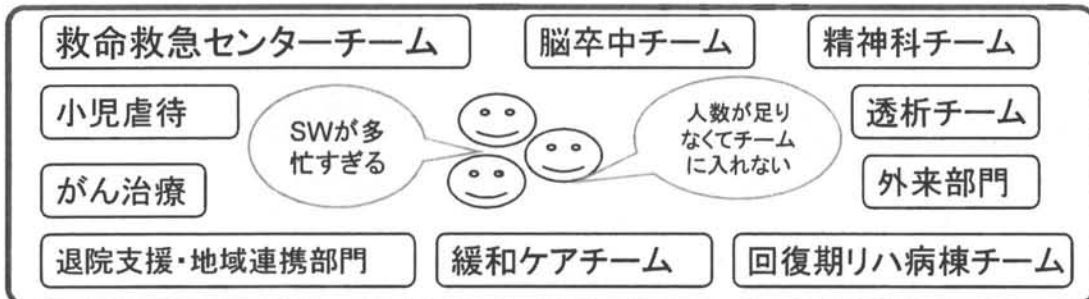 救命救急センターチーム
脳卒中チーム
精神科チーム
小児虐待
SWが多
忙すぎる
人数が足り
なくてチーム
に入れない
透析チーム
がん治療
外来部門
退院支援・地域連携部門
緩和ケアチーム
回復期リハ病棟チーム